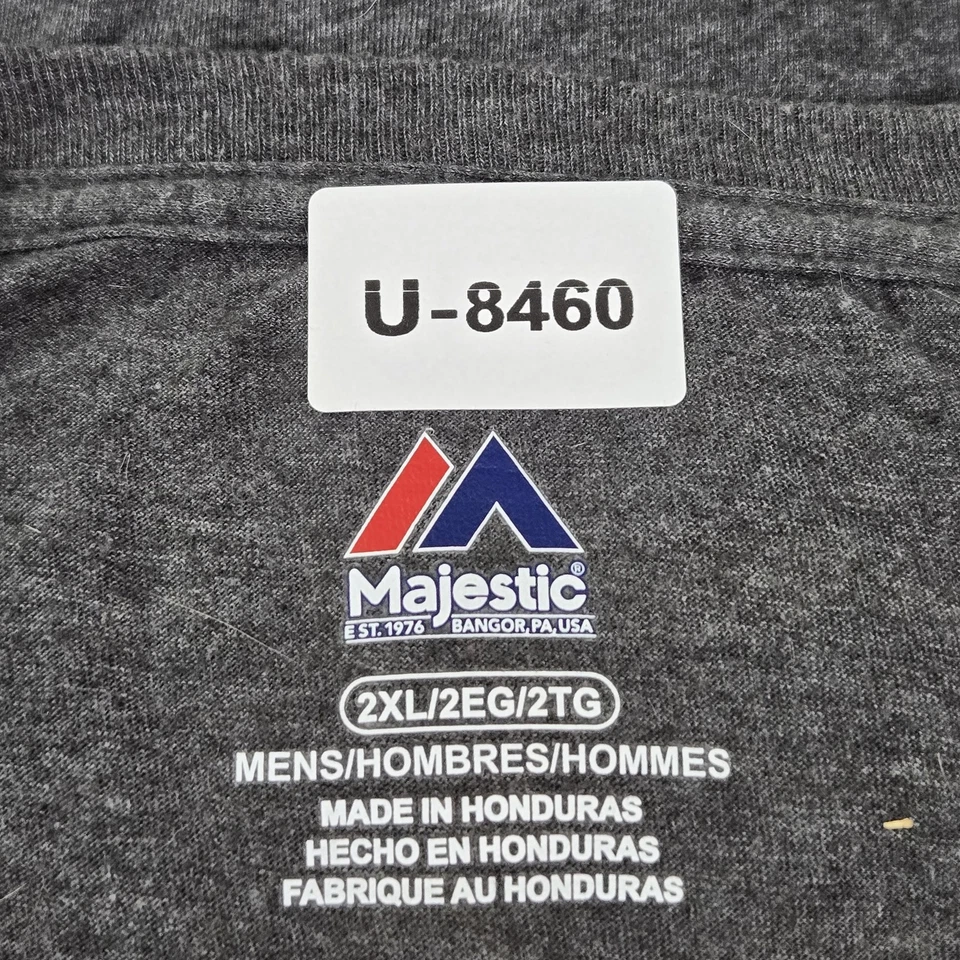 U-8460
Majestic®
EST. 1976 BANGOR, PA, USA
2XL/2EG/2TG
MENS/HOMBRES/HOMMES
MADE IN HONDURAS
HECHO EN HONDURAS
FABRIQUE AU HONDURAS